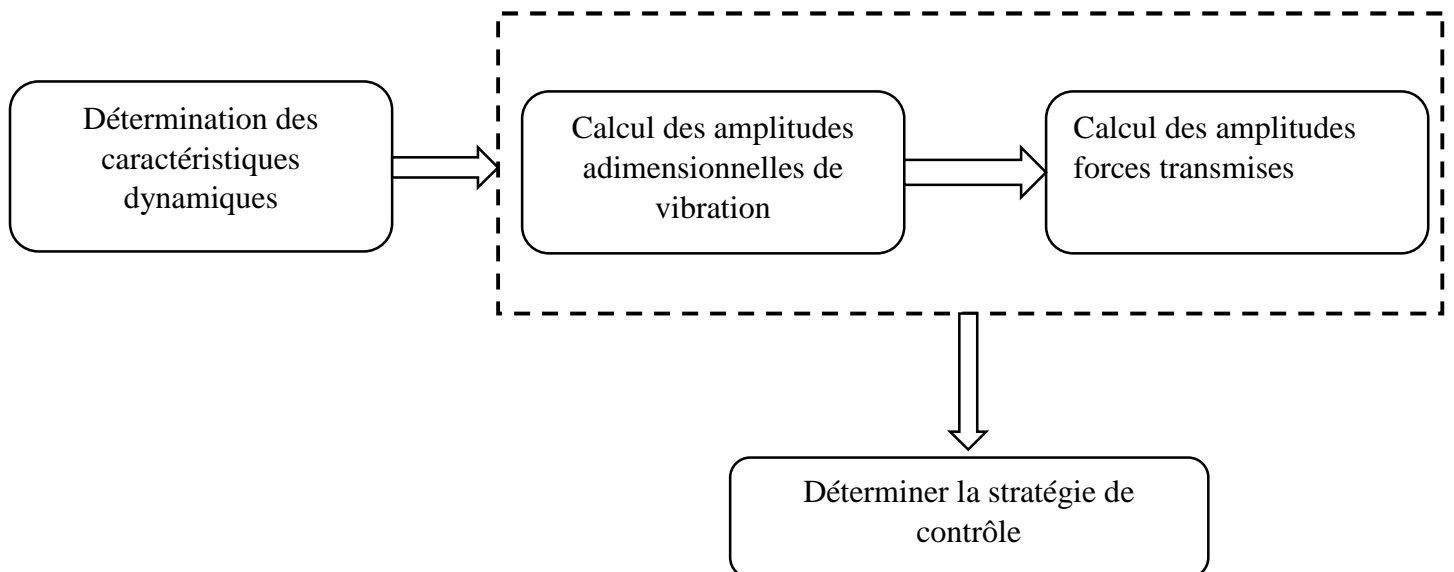 Détermination des
caractéristiques
dynamiques
Calcul des amplitudes
adimensionnelles de
vibration
Calcul des amplitudes
forces transmises
Déterminer la stratégie de
contrôle